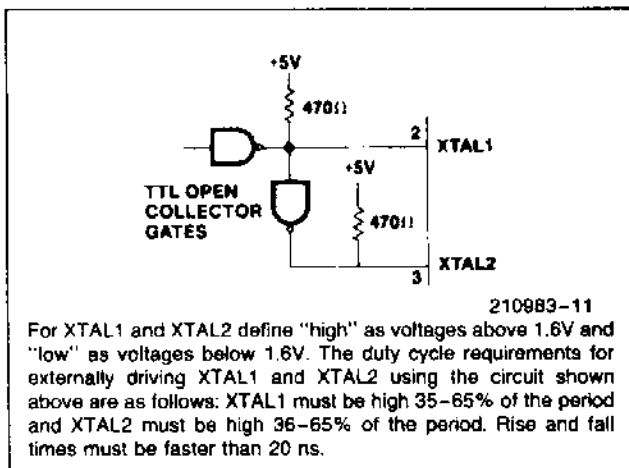 +5V
470Ω
2
XTAL1
+5V
TTL OPEN
COLLECTOR
GATES
470Ω
XTAL2
3
210983-11
For XTAL1 and XTAL2 define "high" as voltages above 1.6V and
"low" as voltages below 1.6V. The duty cycle requirements for
externally driving XTAL1 and XTAL2 using the circuit shown
above are as follows: XTAL1 must be high 35-65% of the period
and XTAL2 must be high 36-65% of the period. Rise and fall
times must be faster than 20 ns.